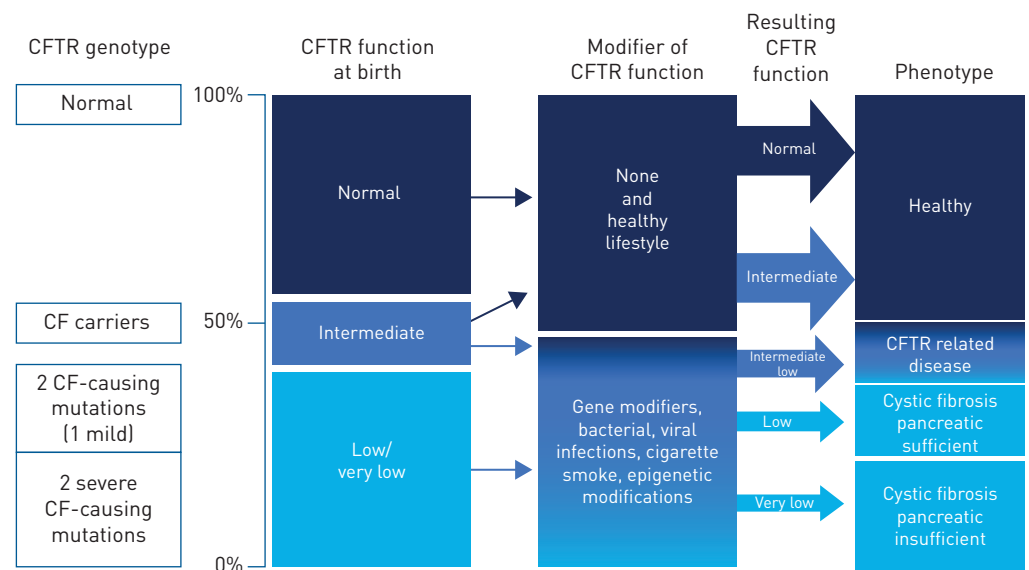 CFTR genotype
Normal
CF carriers
2 CF-causing
mutations
(1 mild)
2 severe
CF-causing
mutations
CFTR function
at birth
100%
50%
0%
Normal
Intermediate
Low/
very low
Modifier of
CFTR function
None
and
healthy
lifestyle
Gene modifiers,
bacterial, viral
infections, cigarette
smoke, epigenetic
modifications
Resulting
CFTR
function
Normal
Intermediate
Intermediate
low
Low
Very low
Phenotype
Healthy
CFTR related
disease
Cystic fibrosis
pancreatic
sufficient
Cystic fibrosis
pancreatic
insufficient